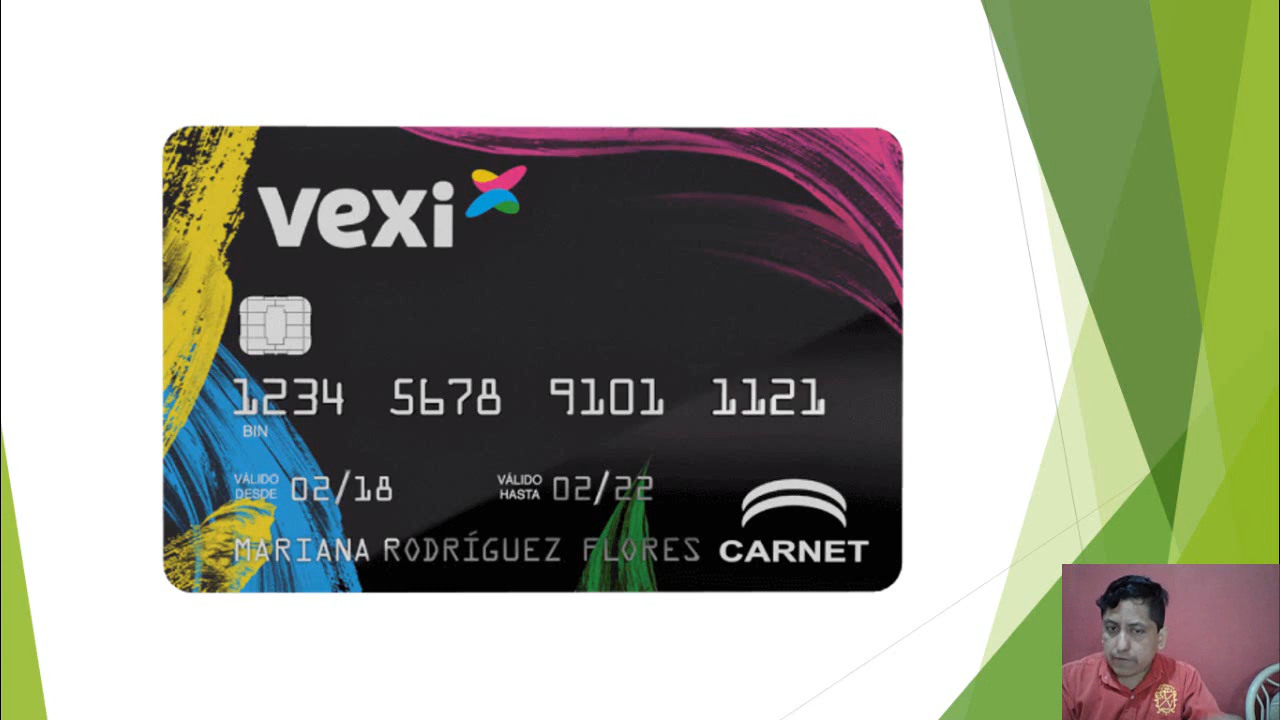 vexi
1234 5678 9101 1121
BIN
VÁLIDO DESDE 02/18 VÁLIDO HASTA 02/22
MARIANA RODRÍGUEZ FLORES
CARNET